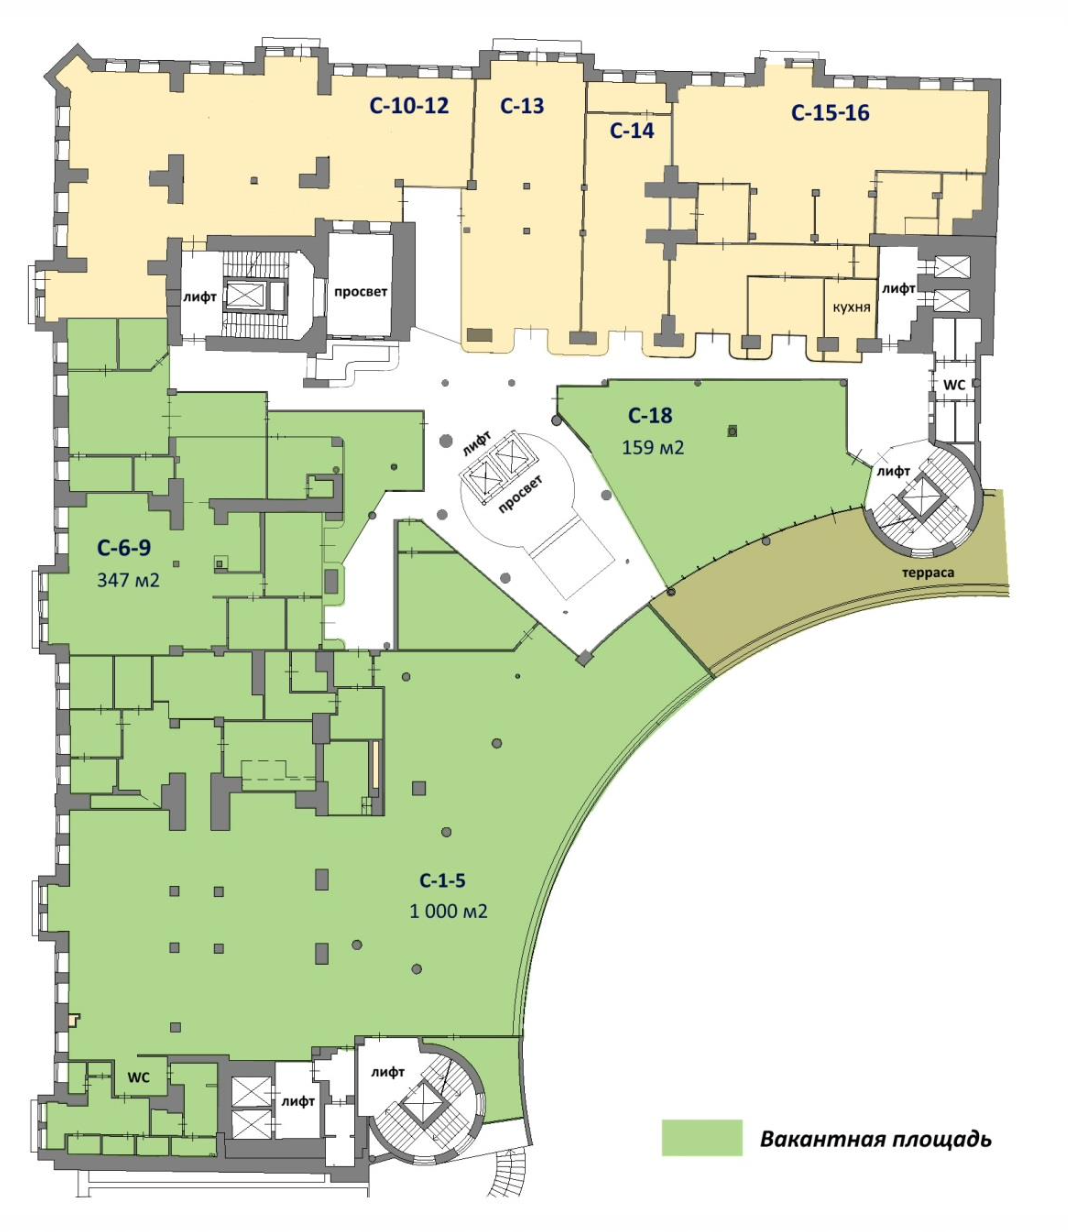 С-10-12
С-13
С-14
С-15-16
лифт
просвет
лифт
кухня
WC
С-18
159 м2
лифт
просвет
лифт
терраса
С-6-9
347 м2
С-1-5
1 000 м2
WC
лифт
лифт
Вакантная площадь